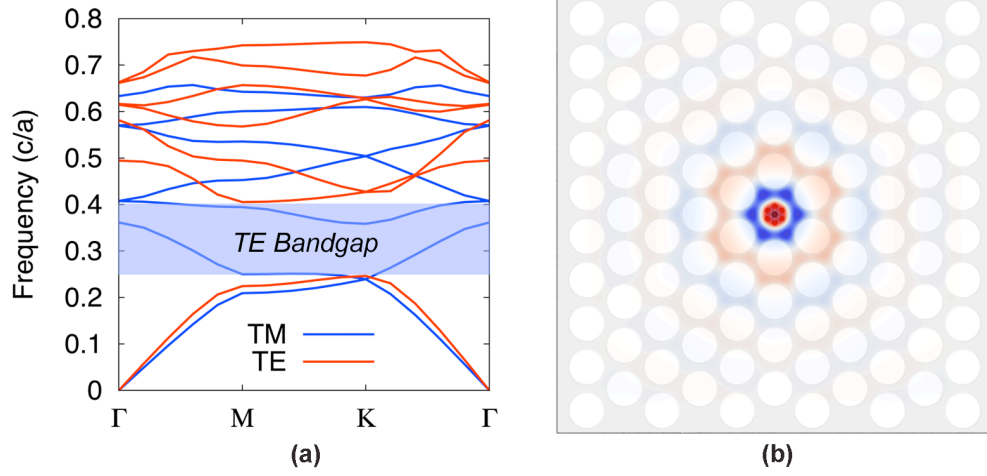 Frequency (c/a)
0.8
0.7
0.6
0.5
0.4
0.3
0.2
0.1
0
TE Bandgap
TM
TE
Γ M K Γ
(a) (b)